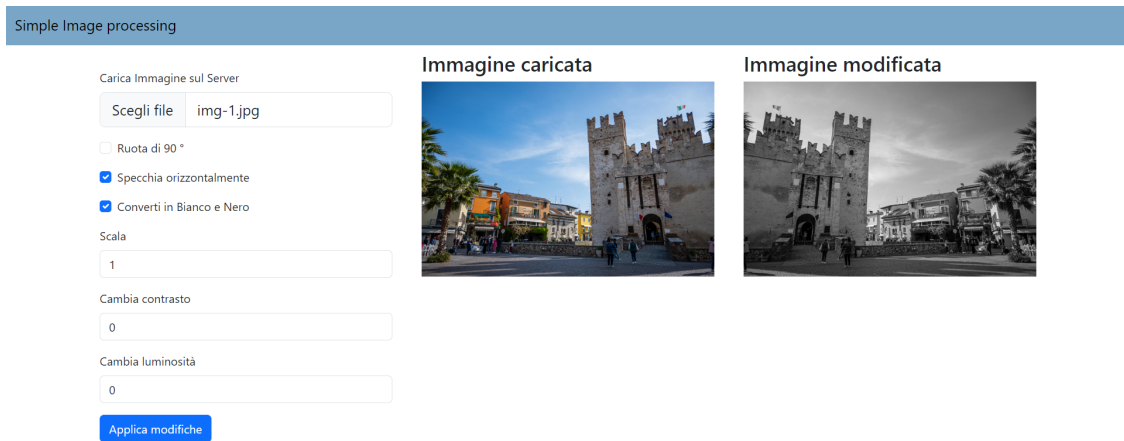 Simple Image processing
Carica Immagine sul Server
Scegli file img-1.jpg
Ruota di 90 °
Specchia orizzontalmente
Converti in Bianco e Nero
Scala
1
Cambia contrasto
0
Cambia luminosità
0
Applica modifiche
Immagine caricata
Immagine modificata